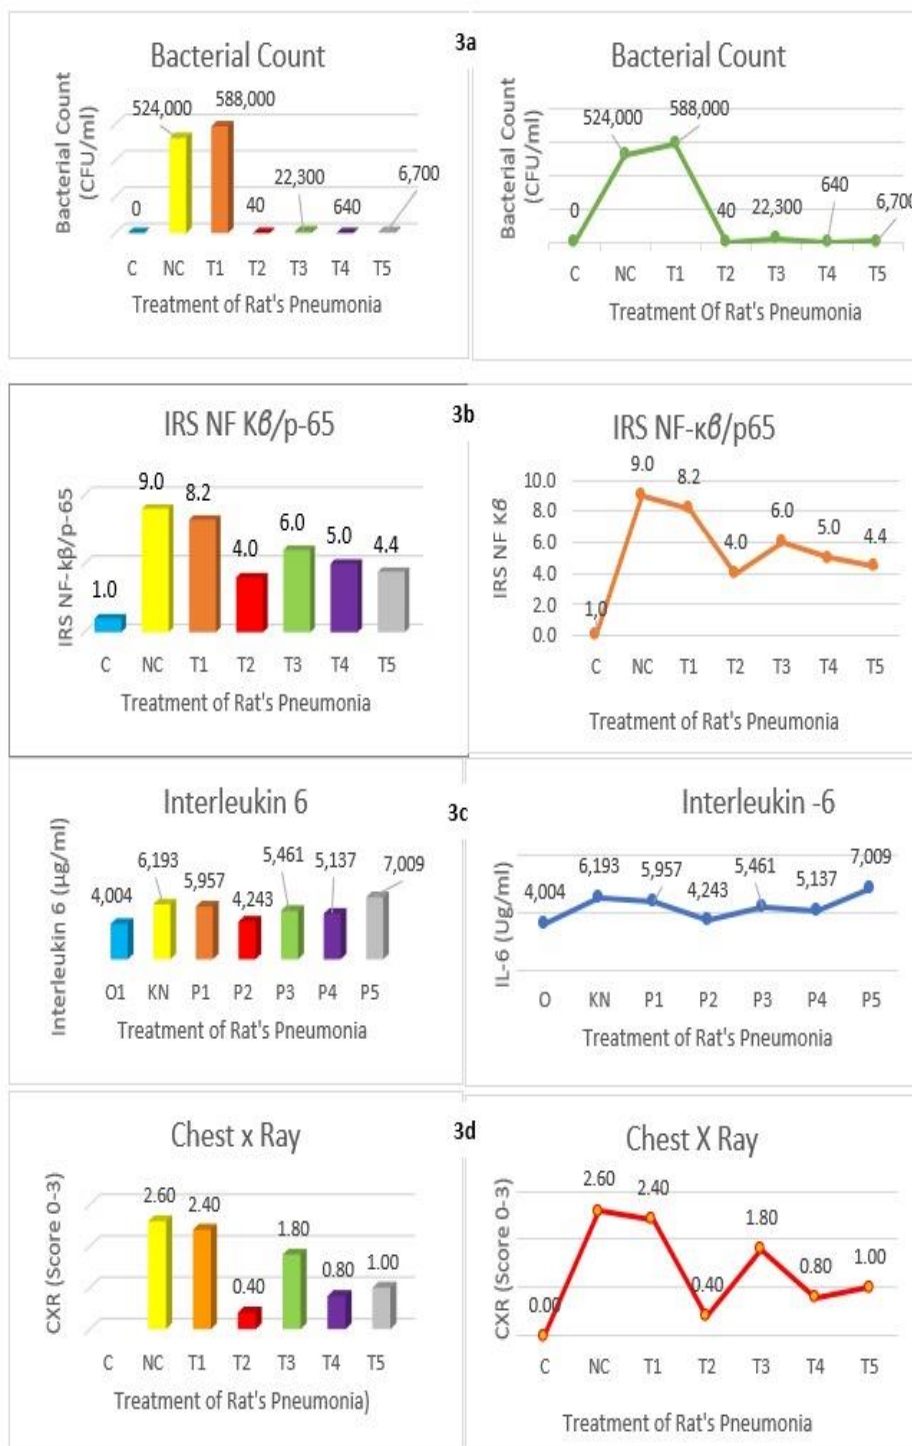 3a
Bacterial Count
Bacterial Count (CFU/ml)
524,000 588,000
0 40 22,300 640 6,700
C NC T1 T2 T3 T4 T5
Treatment of Rat's Pneumonia
Bacterial Count
Bacterial Count (CFU/ml)
524,000 588,000
0 40 22,300 640 6,700
C NC T1 T2 T3 T4 T5
Treatment Of Rat's Pneumonia
3b
IRS NF Kβ/p-65
IRS NF-kβ/p-65
1.0 9.0 8.2 4.0 6.0 5.0 4.4
C NC T1 T2 T3 T4 T5
Treatment of Rat's Pneumonia
IRS NF-κβ/p65
IRS NF Kβ
10.0
8.0
6.0
4.0
2.0
0.0
1,0 9.0 8.2 4.0 6.0 5.0 4.4
C NC T1 T2 T3 T4 T5
Treatment of Rat's Pneumonia
3c
Interleukin 6
Interleukin 6 (µg/ml)
4,004 6,193 5,957 4,243 5,461 5,137 7,009
O1 KN P1 P2 P3 P4 P5
Treatment of Rat's Pneumonia
Interleukin -6
IL-6 (Ug/ml)
4,004 6,193 5,957 4,243 5,461 5,137 7,009
O KN P1 P2 P3 P4 P5
Treatment of Rat's Pneumonia
3d
Chest x Ray
CXR (Score 0-3)
2.60 2.40 0.40 1.80 0.80 1.00
C NC T1 T2 T3 T4 T5
Treatment of Rat's Pneumonia)
Chest X Ray
CXR (Score 0-3)
0.00 2.60 2.40 0.40 1.80 0.80 1.00
C NC T1 T2 T3 T4 T5
Treatment of Rat's Pneumonia